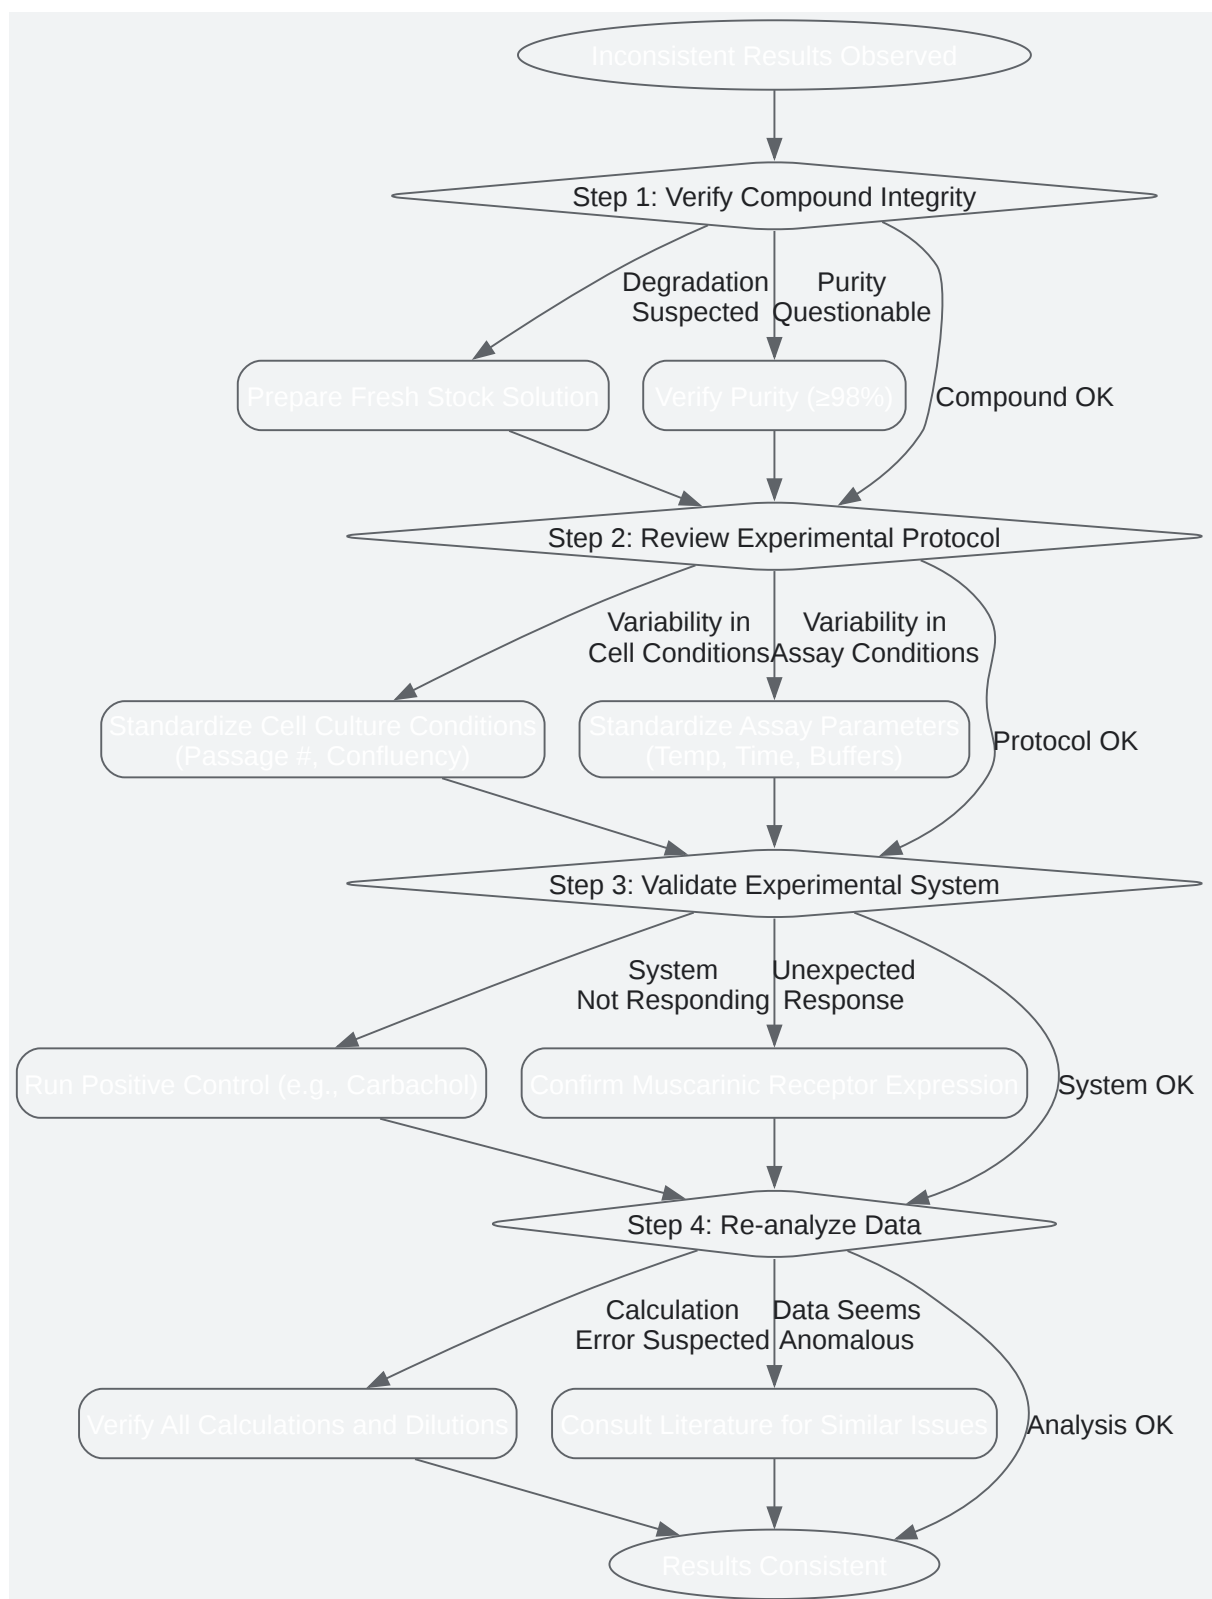 Inconsistent Results Observed
Step 1: Verify Compound Integrity
Degradation
Suspected
Purity
Questionable
Prepare Fresh Stock Solution
Verify Purity (≥98%)
Compound OK
Step 2: Review Experimental Protocol
Variability in
Cell Conditions
Variability in
Assay Conditions
Standardize Cell Culture Conditions
(Passage #, Confluency)
Standardize Assay Parameters
(Temp, Time, Buffers)
Protocol OK
Step 3: Validate Experimental System
System
Not Responding
Unexpected
Response
Run Positive Control (e.g., Carbachol)
Confirm Muscarinic Receptor Expression
System OK
Step 4: Re-analyze Data
Calculation
Error Suspected
Data Seems
Anomalous
Verify All Calculations and Dilutions
Consult Literature for Similar Issues
Analysis OK
Results Consistent